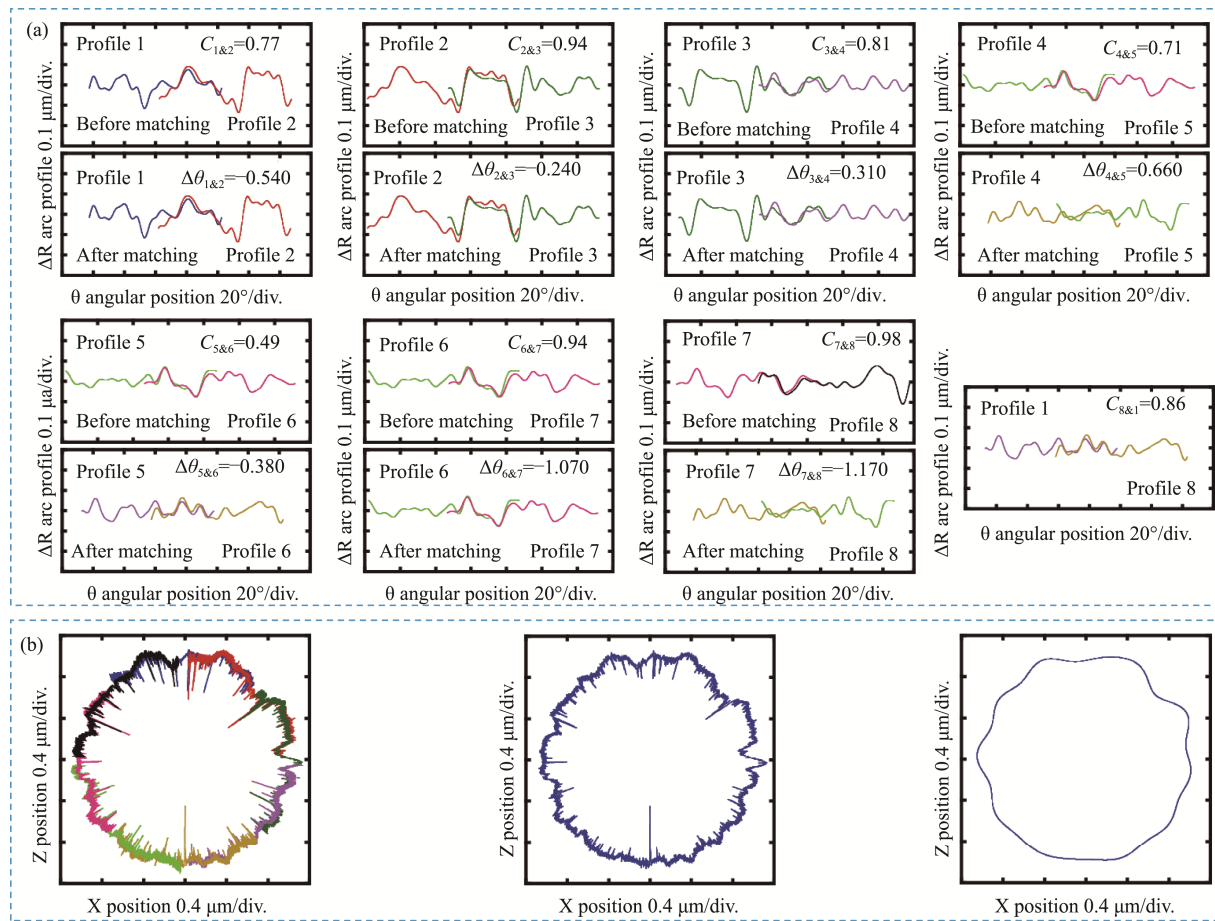 (a)
Profile 1
C1&2=0.77
Before matching
Profile 2
Profile 1
Δθ1&2=−0.540
After matching
Profile 2
ΔR arc profile 0.1 μm/div.
θ angular position 20°/div.
Profile 2
C2&3=0.94
Before matching
Profile 3
Profile 2
Δθ2&3=−0.240
After matching
Profile 3
ΔR arc profile 0.1 μm/div.
θ angular position 20°/div.
Profile 3
C3&4=0.81
Before matching
Profile 4
Profile 3
Δθ3&4=0.310
After matching
Profile 4
ΔR arc profile 0.1 μm/div.
θ angular position 20°/div.
Profile 4
C4&5=0.71
Before matching
Profile 5
Profile 4
Δθ4&5=0.660
After matching
Profile 5
ΔR arc profile 0.1 μm/div.
θ angular position 20°/div.
Profile 5
C5&6=0.49
Before matching
Profile 6
Profile 5
Δθ5&6=−0.380
After matching
Profile 6
ΔR arc profile 0.1 μa/div.
θ angular position 20°/div.
Profile 6
C6&7=0.94
Before matching
Profile 7
Profile 6
Δθ6&7=−1.070
After matching
Profile 7
ΔR arc profile 0.1 μm/div.
θ angular position 20°/div.
Profile 7
C7&8=0.98
Before matching
Profile 8
Profile 7
Δθ7&8=−1.170
After matching
Profile 8
ΔR arc profile 0.1 μm/div.
θ angular position 20°/div.
Profile 1
C8&1=0.86
Profile 8
ΔR arc profile 0.1 μm/div.
θ angular position 20°/div.
(b)
Z position 0.4 μm/div.
X position 0.4 μm/div.
Z position 0.4 μm/div.
X position 0.4 μm/div.
Z position 0.4 μm/div.
X position 0.4 μm/div.